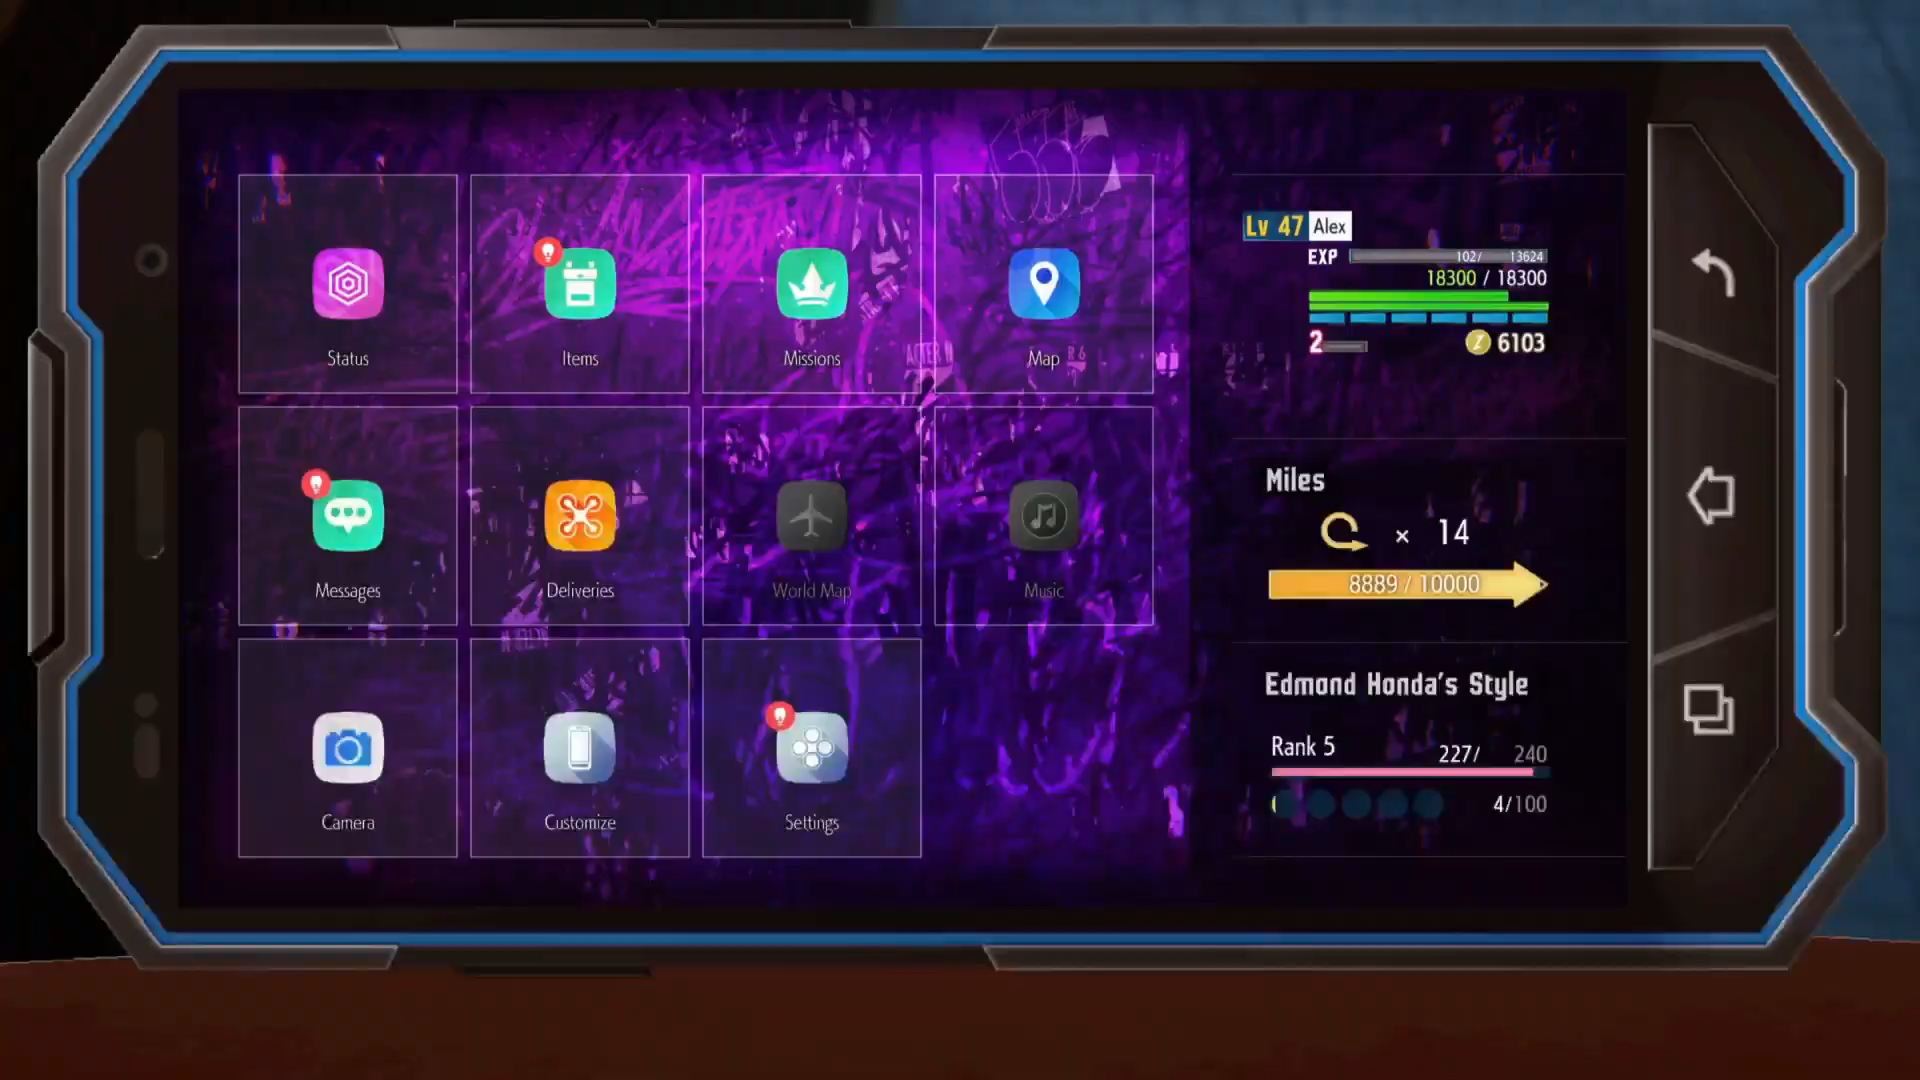 Status
Items
Missions
Map
Messages
Deliveries
World Map
Music
Camera
Customize
Settings
Lv 47 Alex
EXP 102/ 13624
18300 / 18300
2
Z 6103
Miles
× 14
8889 / 10000
Edmond Honda's Style
Rank 5 227/ 240
4/100